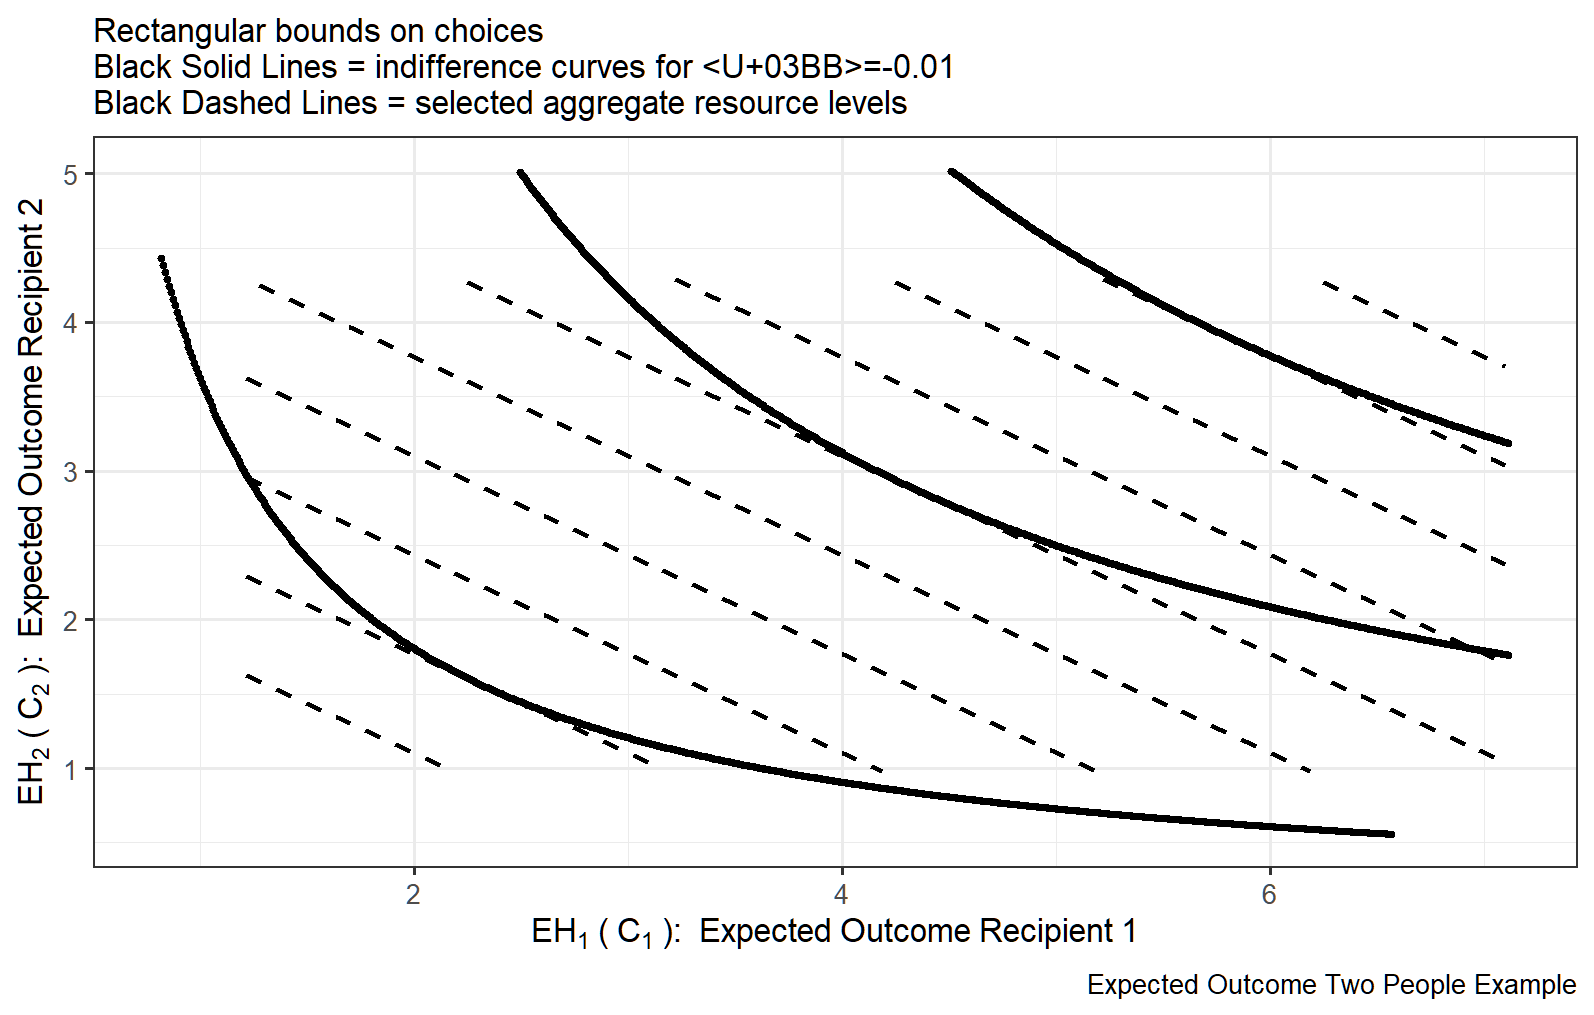 Rectangular bounds on choices
Black Solid Lines = indifference curves for <U+03BB>=-0.01
Black Dashed Lines = selected aggregate resource levels
5
4
3
2
1
EH₂ ( C₂ ):  Expected Outcome Recipient 2
2
4
6
EH₁ ( C₁ ):  Expected Outcome Recipient 1
Expected Outcome Two People Example